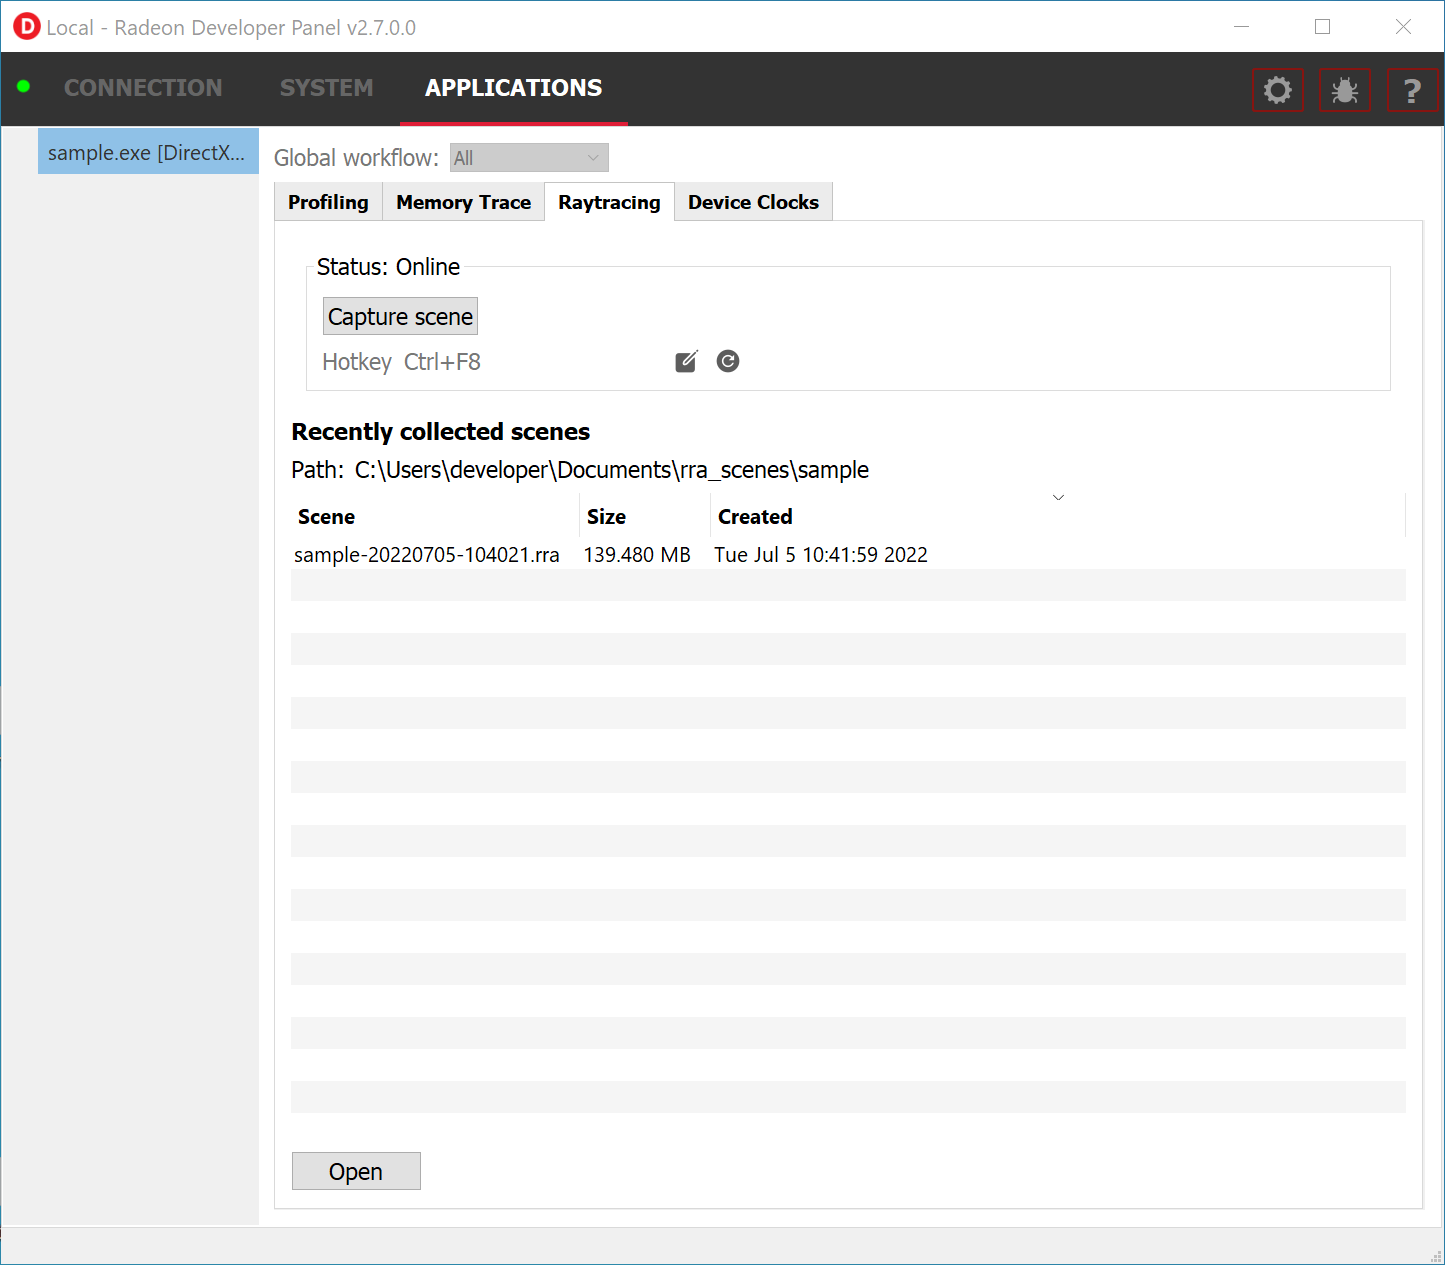 D Local - Radeon Developer Panel v2.7.0.0
CONNECTION SYSTEM APPLICATIONS ?
sample.exe [DirectX...
Global workflow: All
Profiling Memory Trace Raytracing Device Clocks
Status: Online
Capture scene
Hotkey Ctrl+F8
Recently collected scenes
Path: C:\Users\developer\Documents\rra_scenes\sample
Scene Size Created
sample-20220705-104021.rra 139.480 MB Tue Jul 5 10:41:59 2022
Open